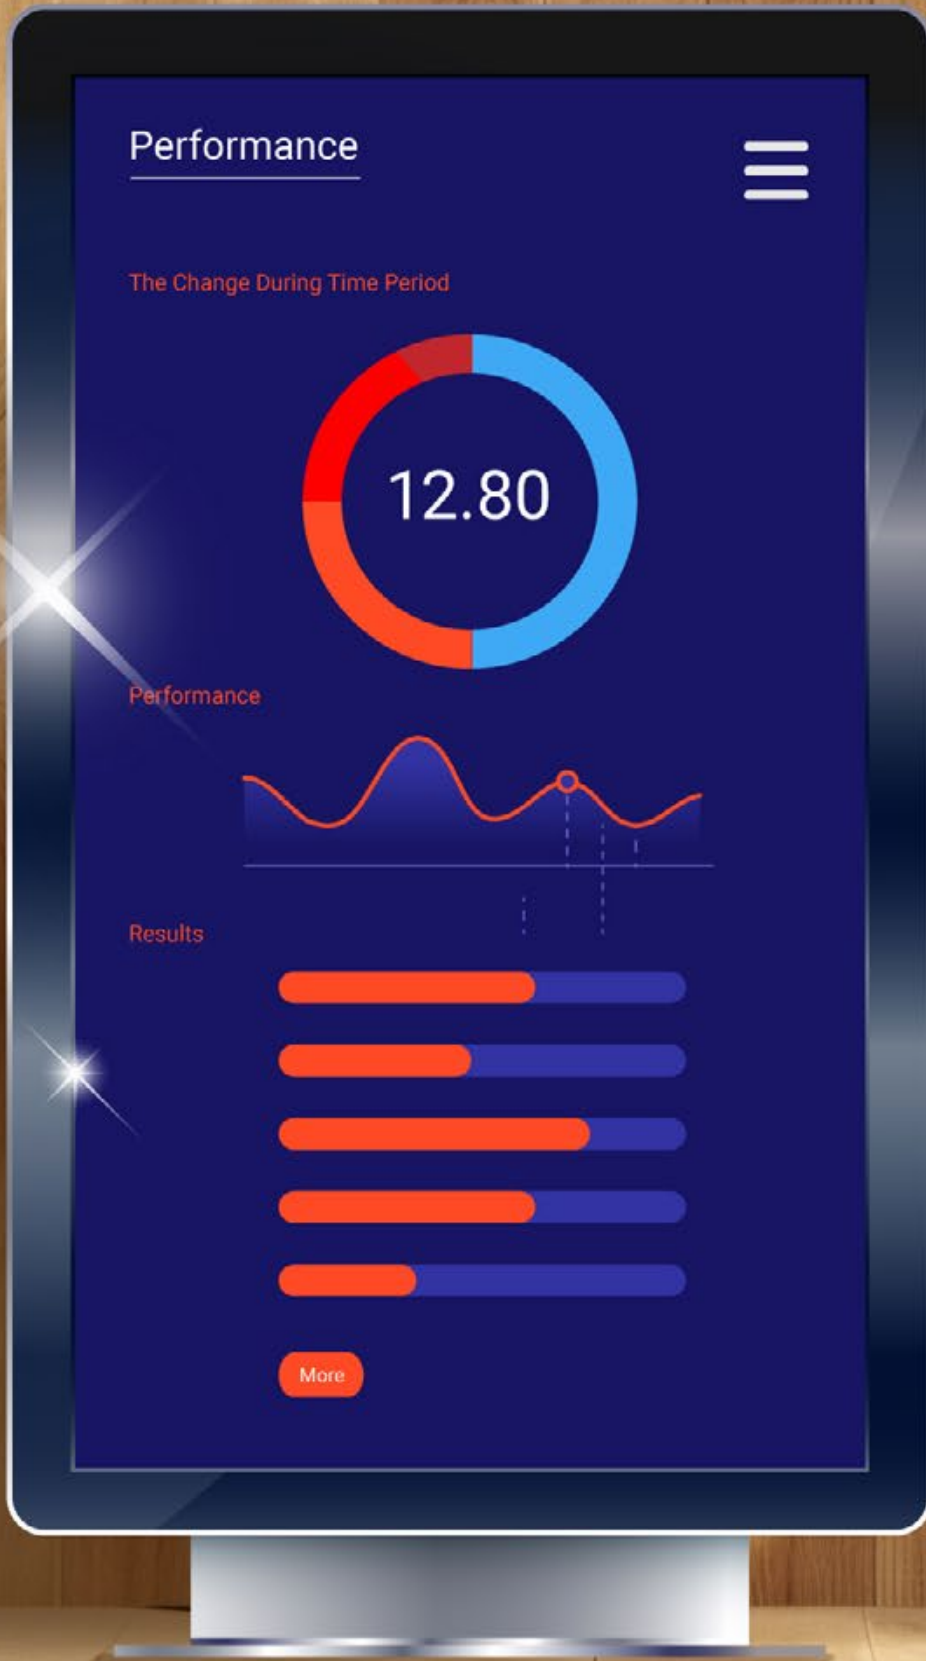 Performance
The Change During Time Period
12.80
Performance
Results
More